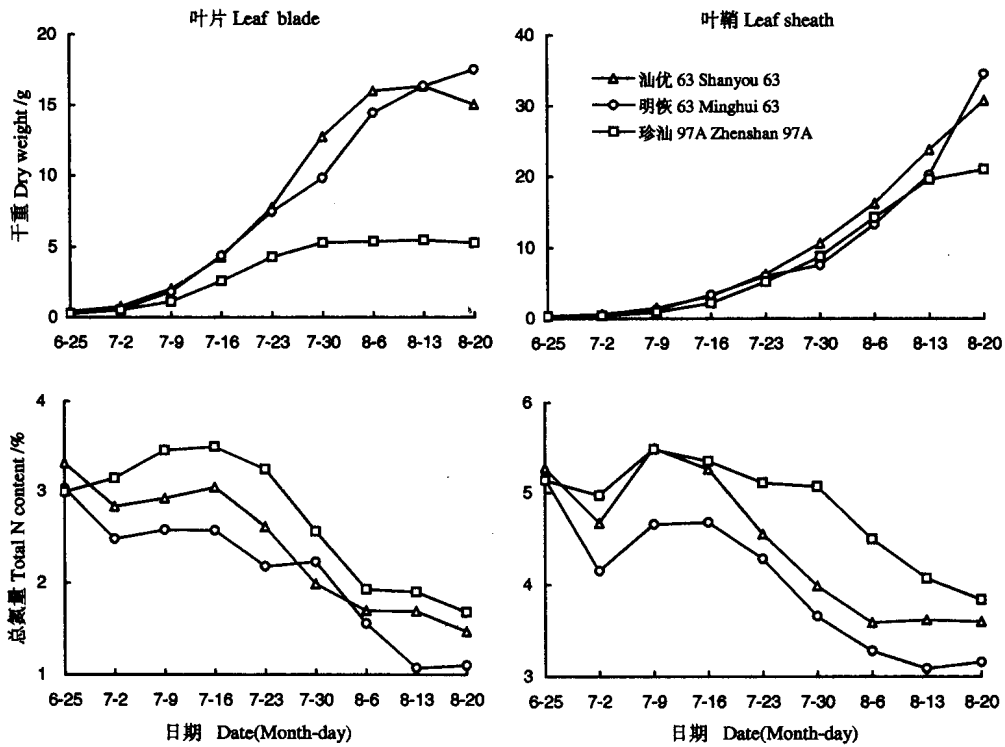 叶片 Leaf blade
叶鞘 Leaf sheath
干重 Dry weight /g
20
15
10
5
0
6-25 7-2 7-9 7-16 7-23 7-30 8-6 8-13 8-20
40
30
20
10
0
6-25 7-2 7-9 7-16 7-23 7-30 8-6 8-13 8-20
汕优 63 Shanyou 63
明恢 63 Minghui 63
珍汕 97A Zhenshan 97A
总氮量 Total N content /%
4
3
2
1
6-25 7-2 7-9 7-16 7-23 7-30 8-6 8-13 8-20
日期 Date(Month-day)
6
5
4
3
6-25 7-2 7-9 7-16 7-23 7-30 8-6 8-13 8-20
日期 Date(Month-day)